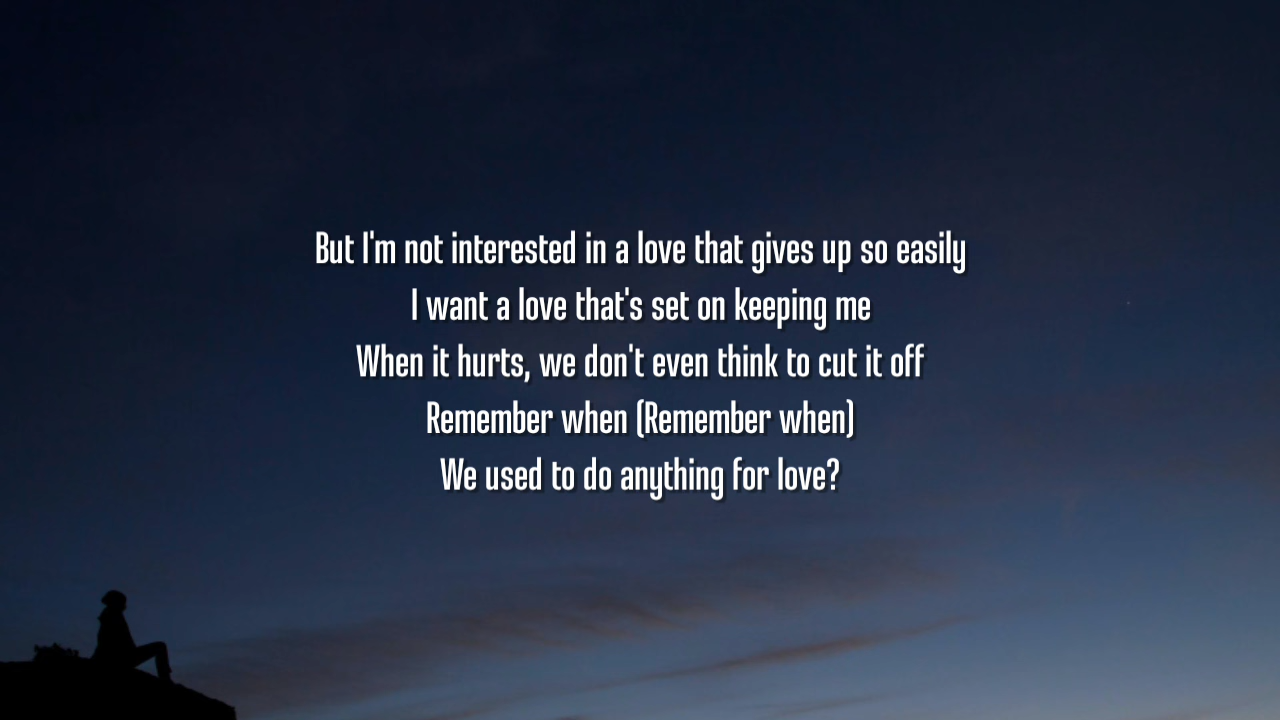 But I'm not interested in a love that gives up so easily
I want a love that's set on keeping me
When it hurts, we don't even think to cut it off
Remember when (Remember when)
We used to do anything for love?